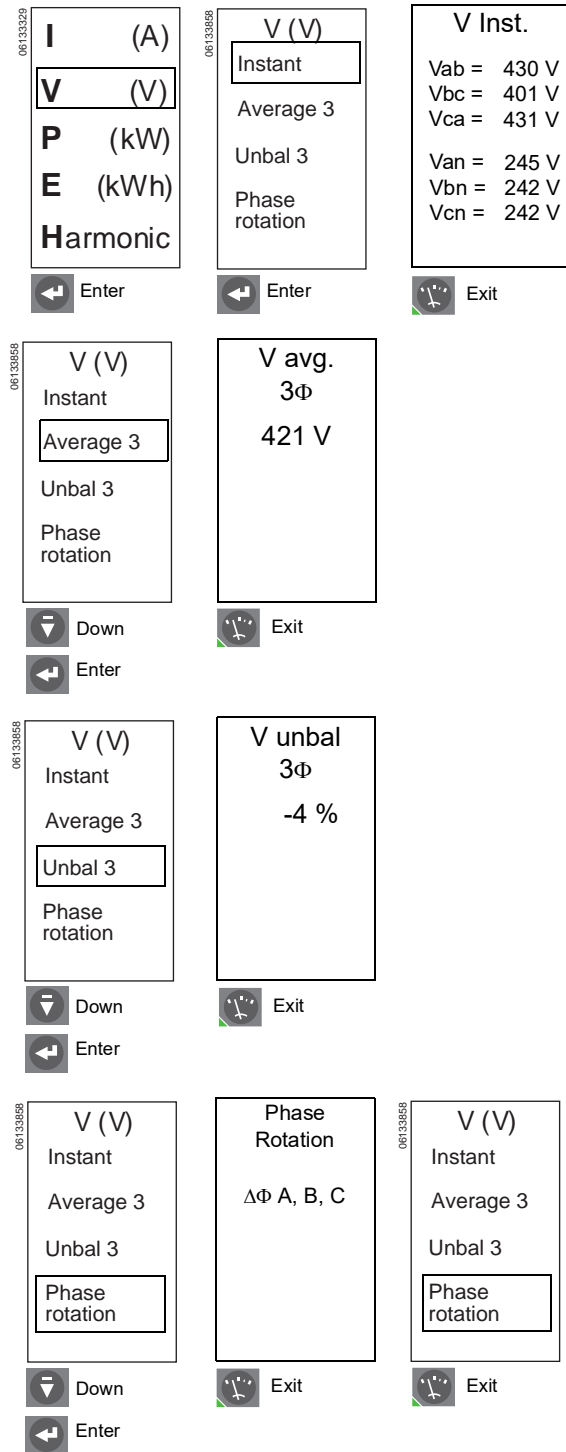 06133329
I (A)
V (V)
P (kW)
E (kWh)
Harmonic
Enter
06133858
V (V)
Instant
Average 3
Unbal 3
Phase
rotation
Enter
V Inst.
Vab = 430 V
Vbc = 401 V
Vca = 431 V
Van = 245 V
Vbn = 242 V
Vcn = 242 V
Exit
06133858
V (V)
Instant
Average 3
Unbal 3
Phase
rotation
Down
Enter
V avg.
3Φ
421 V
Exit
06133858
V (V)
Instant
Average 3
Unbal 3
Phase
rotation
Down
Enter
V unbal
3Φ
-4 %
Exit
06133858
V (V)
Instant
Average 3
Unbal 3
Phase
rotation
Down
Enter
Phase
Rotation
ΔΦ A, B, C
Exit
06133858
V (V)
Instant
Average 3
Unbal 3
Phase
rotation
Exit